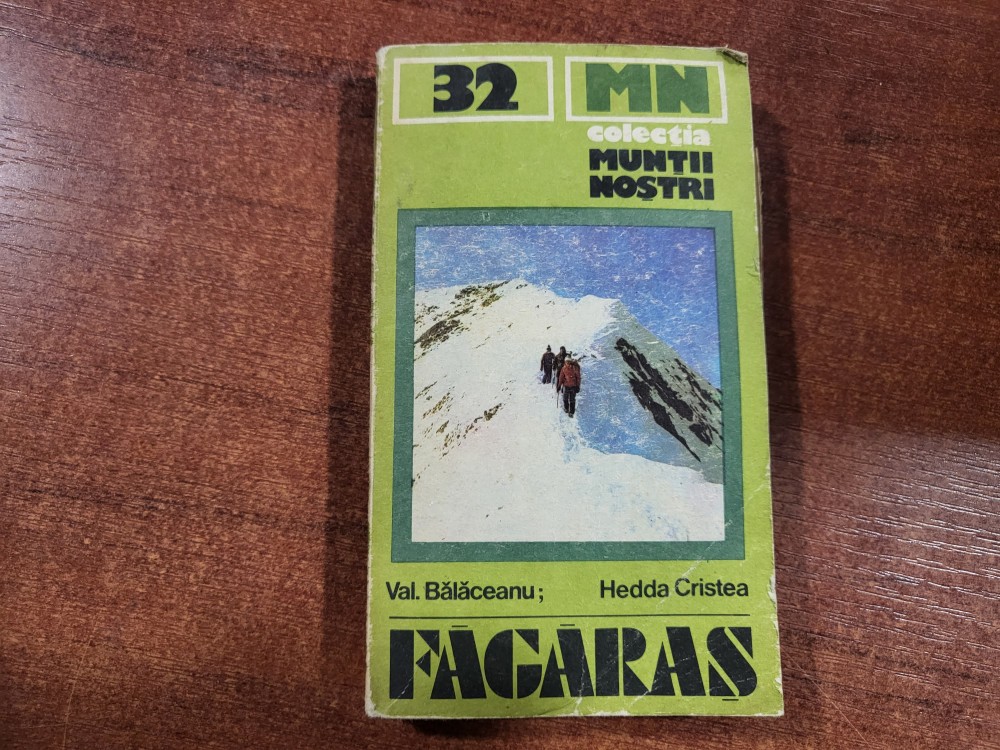 32
MN
colecția
MUNȚII
NOȘTRI
Val. Bălăceanu; Hedda Cristea
FĂGĂRAȘ